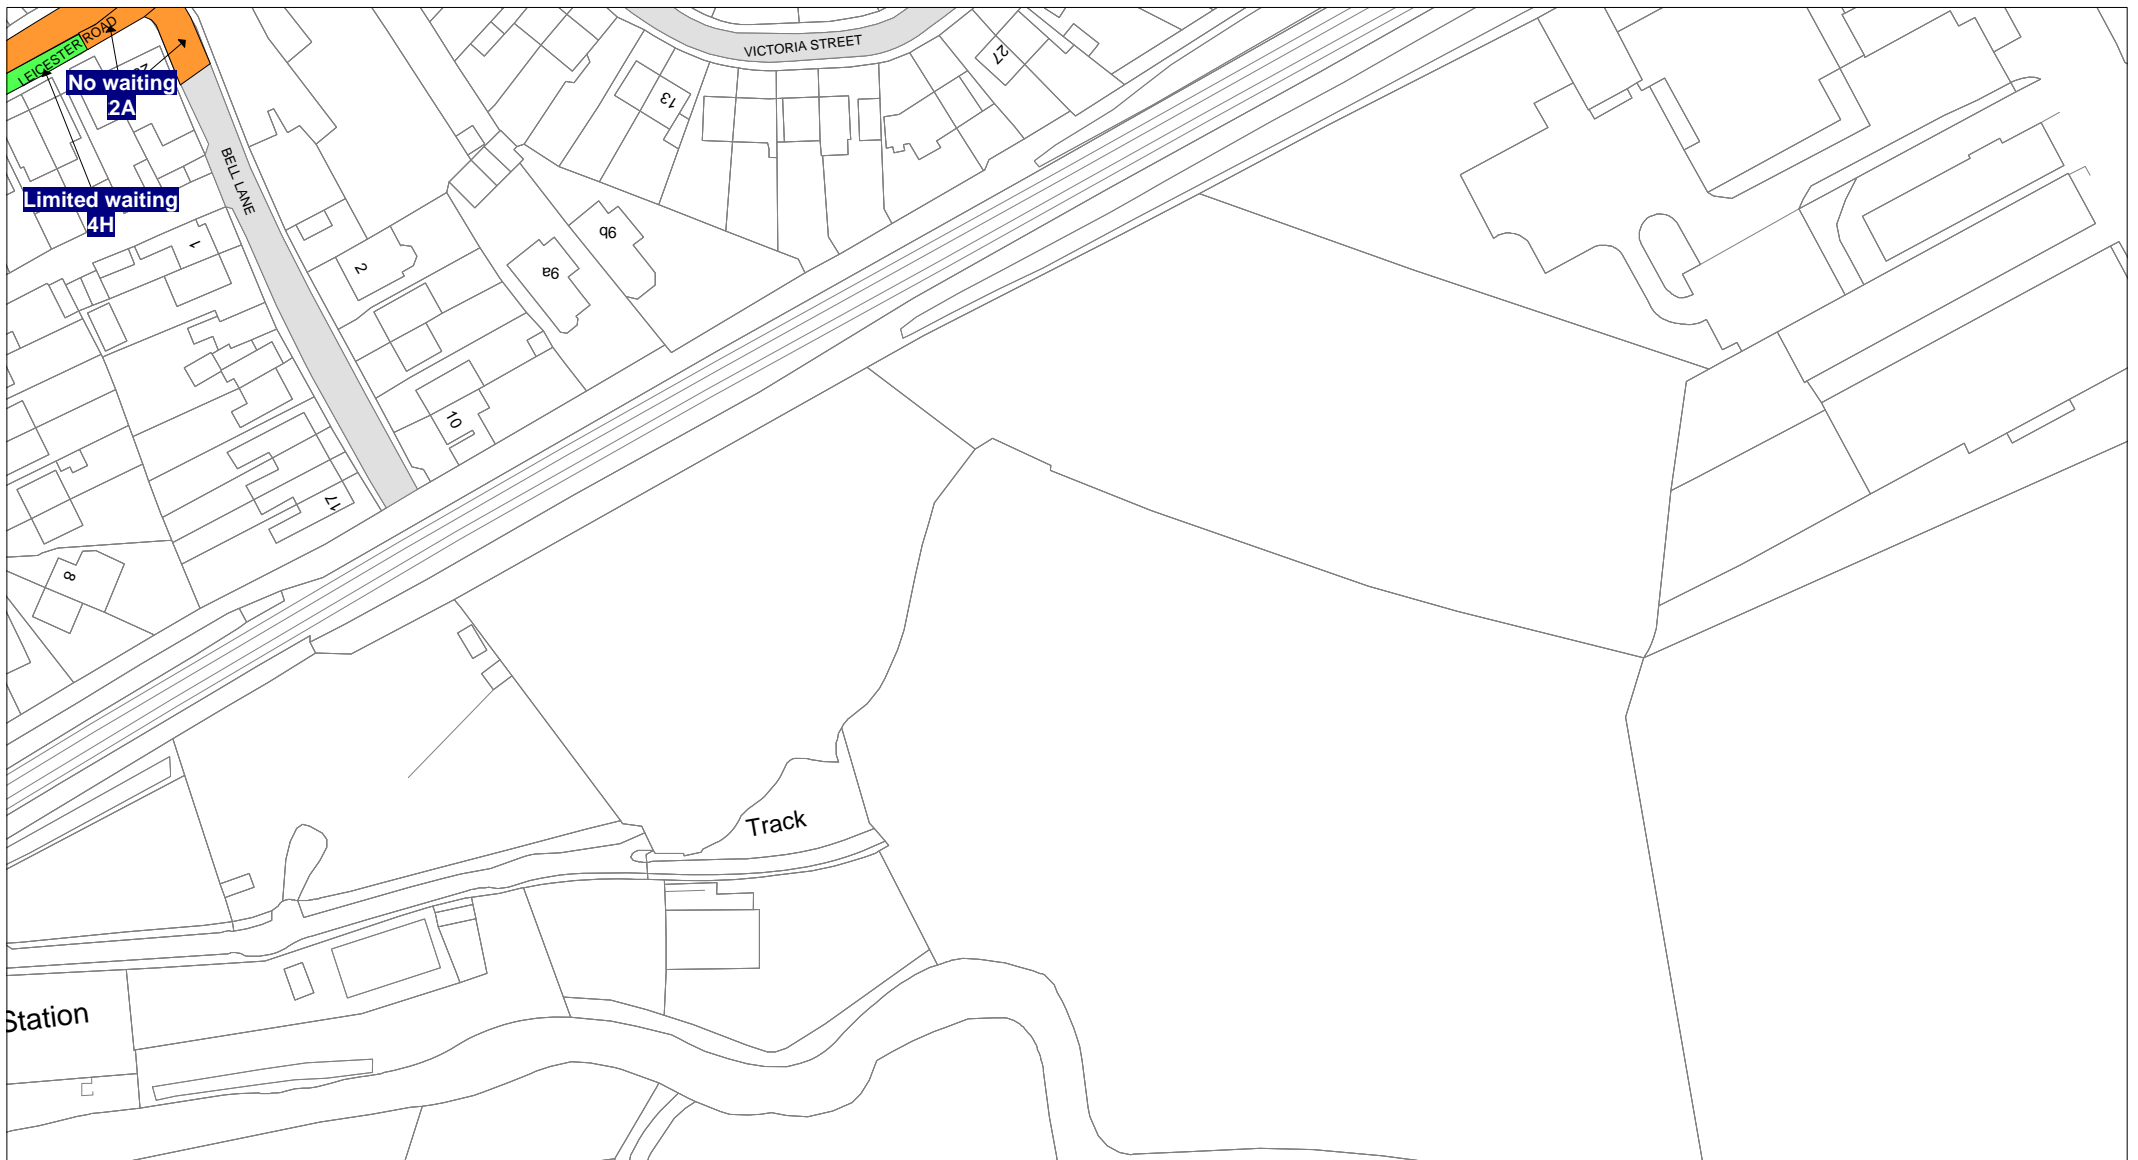 VICTORIA STREET
LEICESTER ROAD
27
No waiting
2A
13
BELL LANE
Limited waiting
4H
1
9b
2
9a
10
17
8
Track
Station